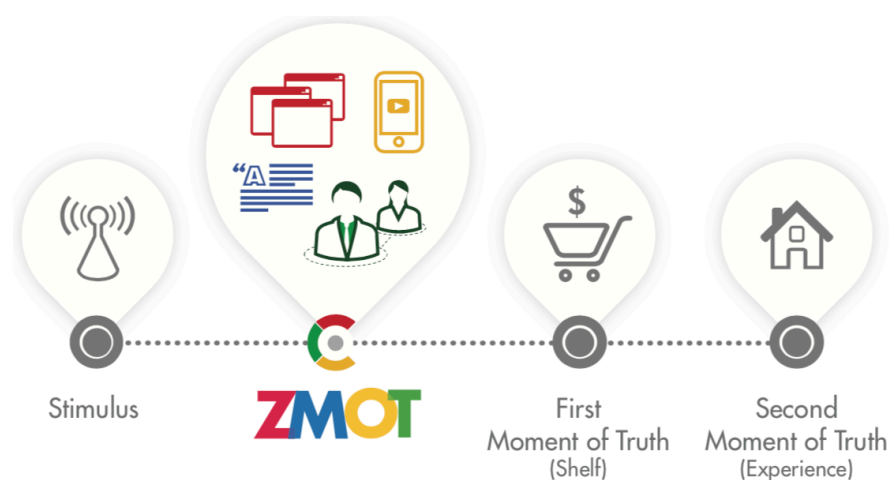 “A
$
Stimulus
ZMOT
First
Moment of Truth
(Shelf)
Second
Moment of Truth
(Experience)